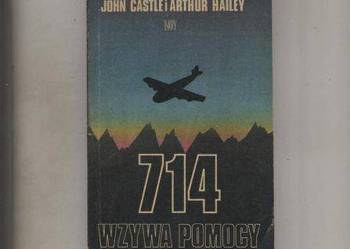 JOHN CASTLE i ARTHUR HAILEY
714
WZYWA POMOCY